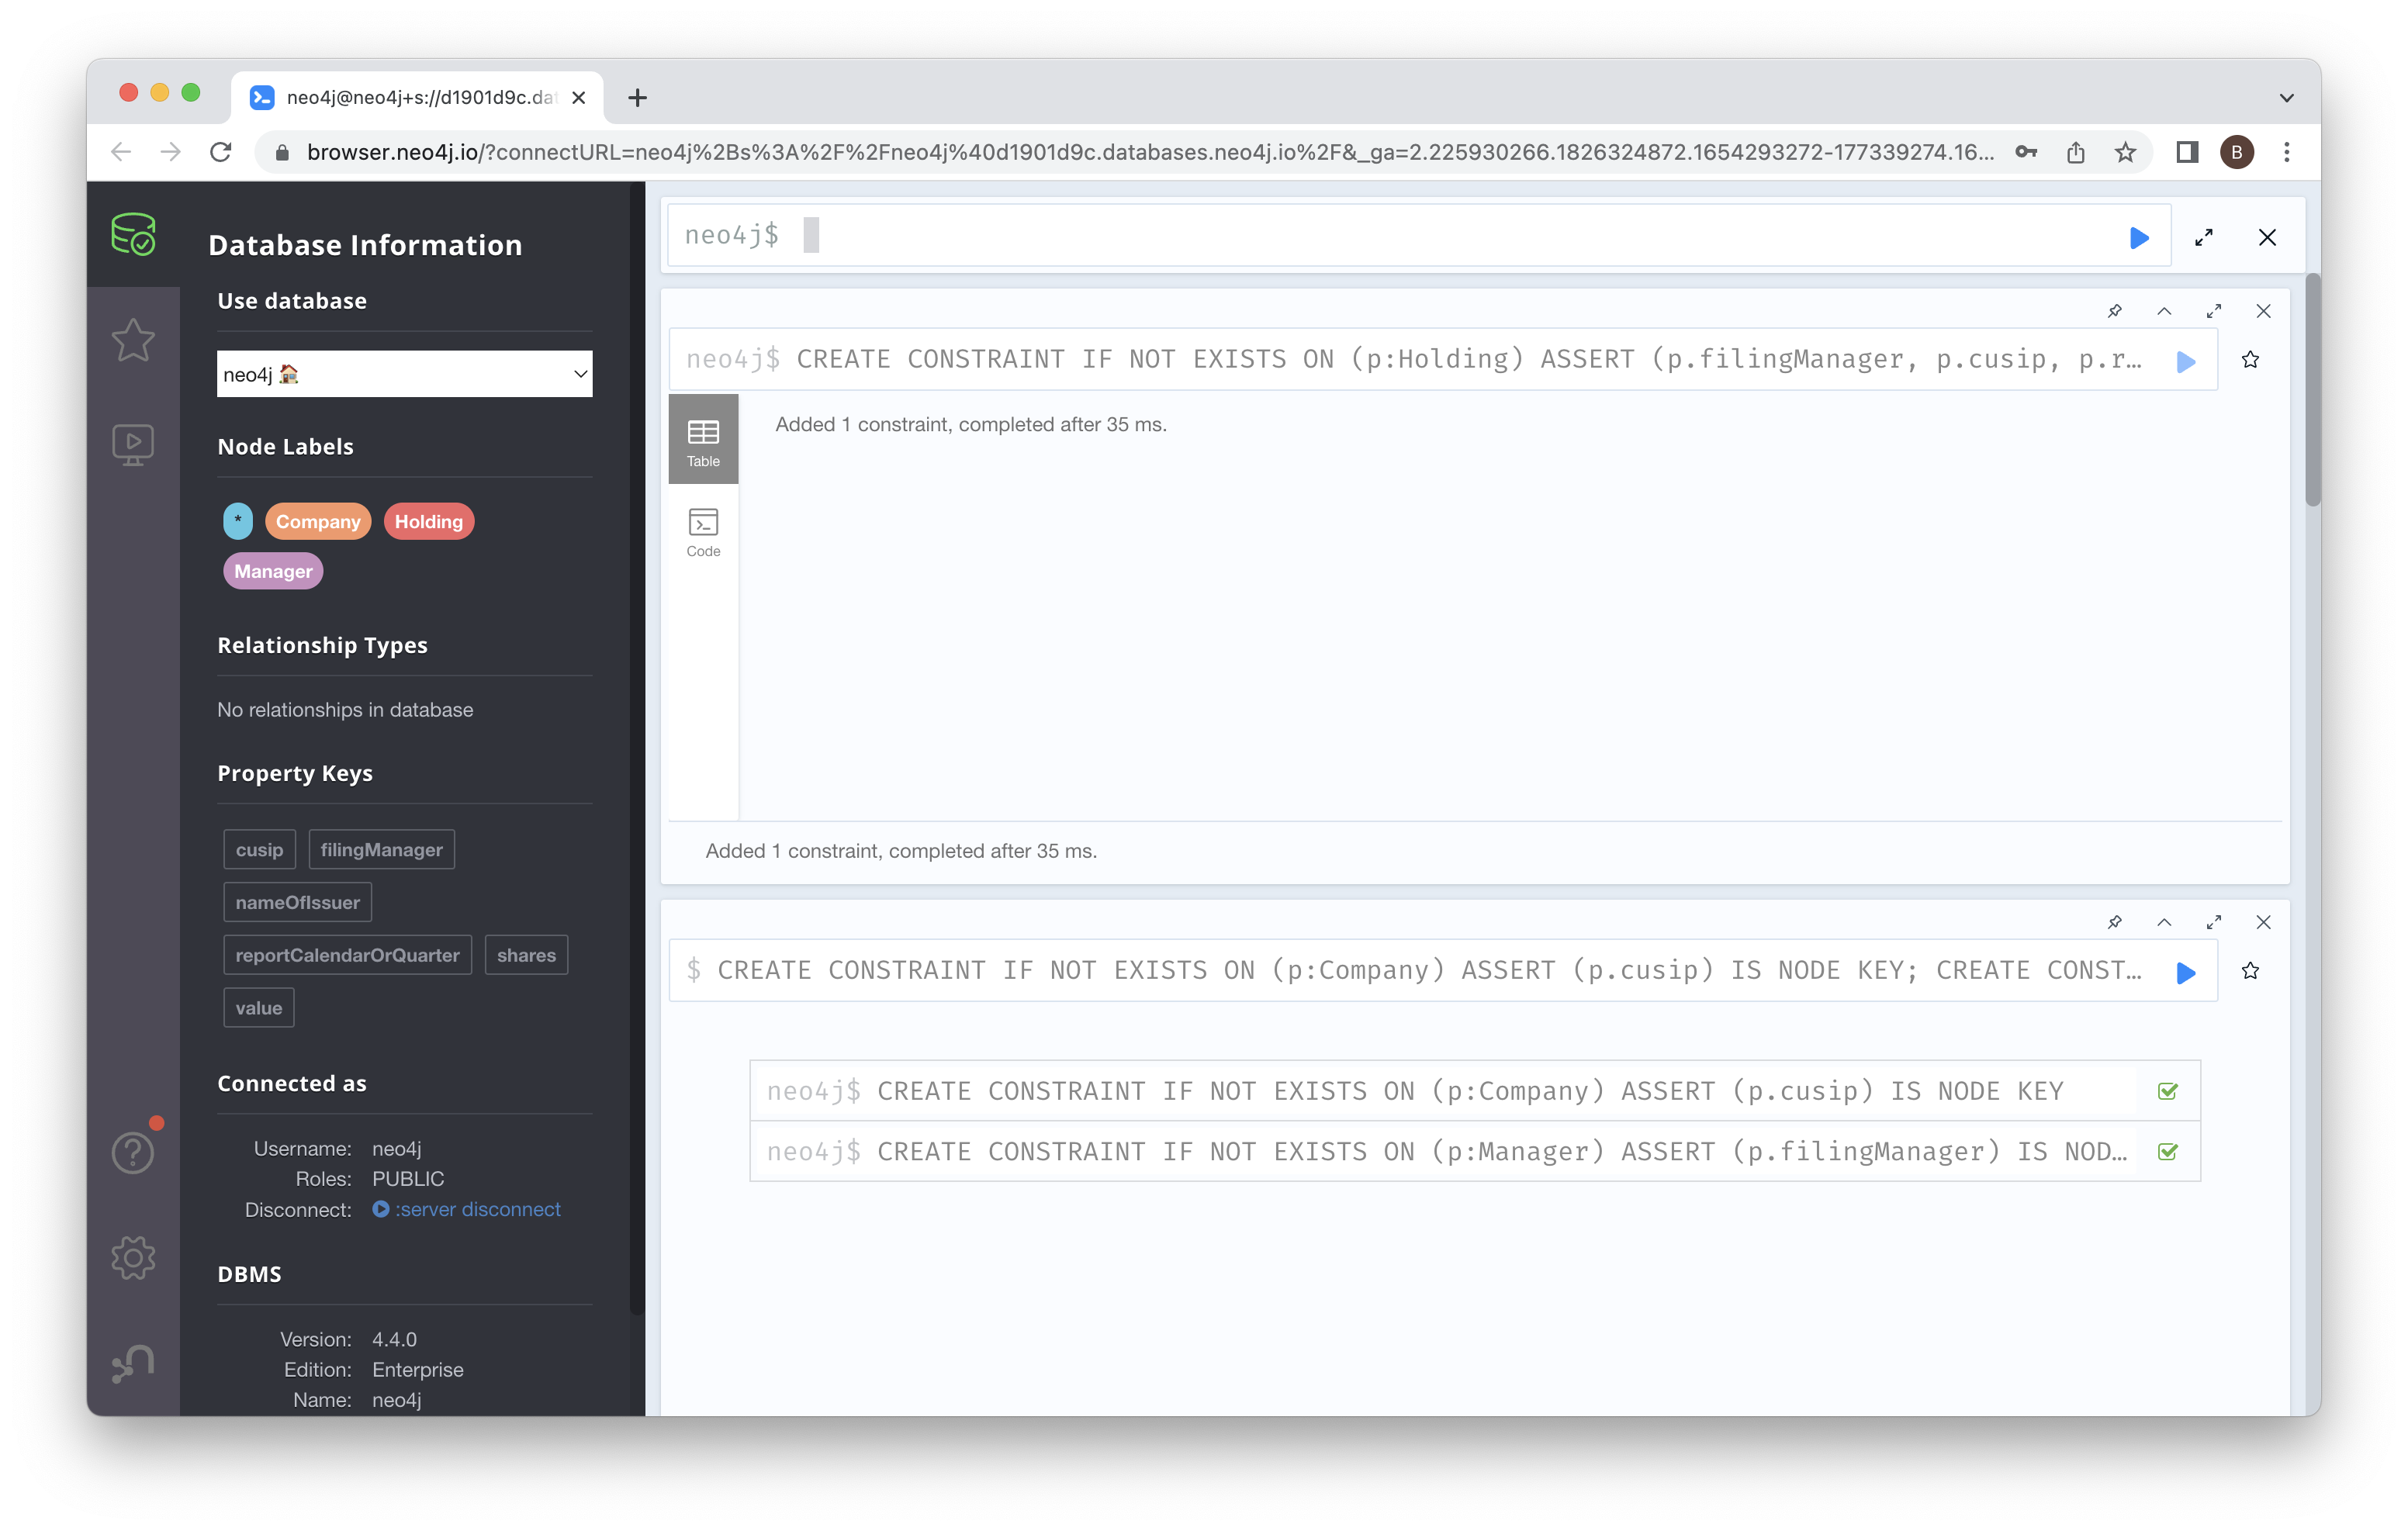 neo4j@neo4j+s://d1901d9c.dat
browser.neo4j.io/?connectURL=neo4j%2Bs%3A%2F%2Fneo4j%40d1901d9c.databases.neo4j.io%2F&_ga=2.225930266.1826324872.1654293272-177339274.16...
B
Database Information
Use database
neo4j
Node Labels
* Company Holding
Manager
Relationship Types
No relationships in database
Property Keys
cusip filingManager
nameOfIssuer
reportCalendarOrQuarter shares
value
Connected as
Username: neo4j
Roles: PUBLIC
Disconnect: :server disconnect
DBMS
Version: 4.4.0
Edition: Enterprise
Name: neo4j
neo4j$
neo4j$ CREATE CONSTRAINT IF NOT EXISTS ON (p:Holding) ASSERT (p.filingManager, p.cusip, p.r...
Table
Added 1 constraint, completed after 35 ms.
Code
Added 1 constraint, completed after 35 ms.
$ CREATE CONSTRAINT IF NOT EXISTS ON (p:Company) ASSERT (p.cusip) IS NODE KEY; CREATE CONST...
neo4j$ CREATE CONSTRAINT IF NOT EXISTS ON (p:Company) ASSERT (p.cusip) IS NODE KEY
neo4j$ CREATE CONSTRAINT IF NOT EXISTS ON (p:Manager) ASSERT (p.filingManager) IS NOD...